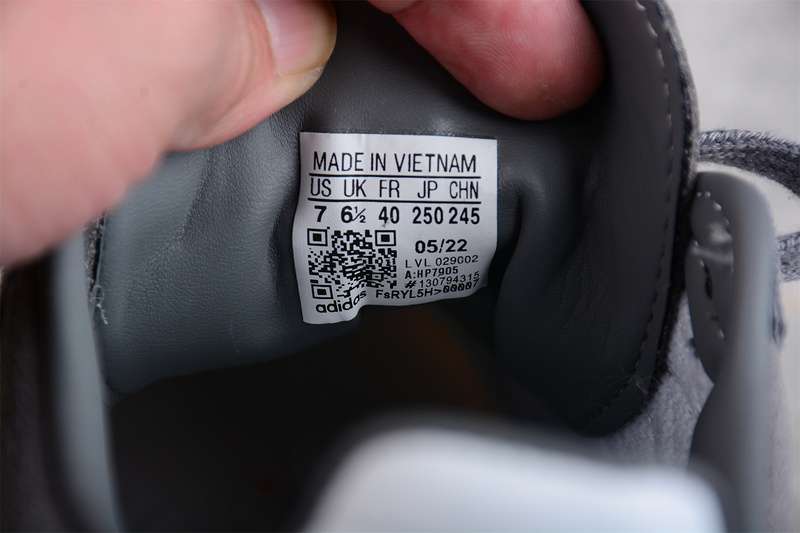 MADE IN VIETNAM
US UK FR JP CHN
7 6½ 40 250 245
05/22
LVL 029002
A:HP7905
#130794315
FsRYL5H>00007
adidas